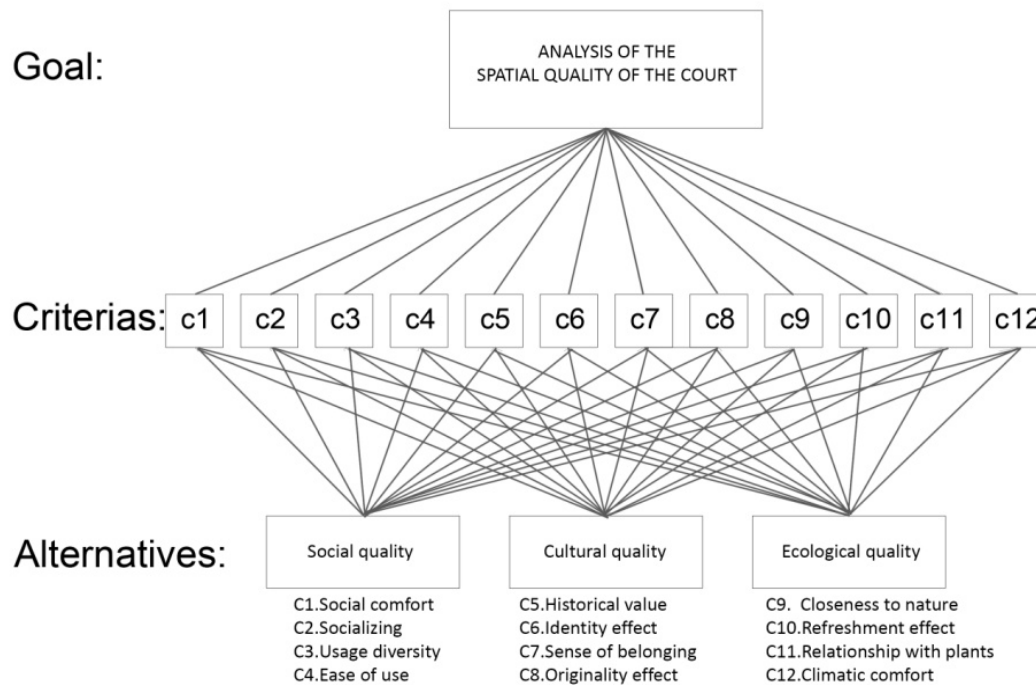 Goal:
ANALYSIS OF THE
SPATIAL QUALITY OF THE COURT
Criterias:
c1 c2 c3 c4 c5 c6 c7 c8 c9 c10 c11 c12
Alternatives:
Social quality
Cultural quality
Ecological quality
C1.Social comfort
C2.Socializing
C3.Usage diversity
C4.Ease of use
C5.Historical value
C6.Identity effect
C7.Sense of belonging
C8.Originality effect
C9. Closeness to nature
C10.Refreshment effect
C11.Relationship with plants
C12.Climatic comfort